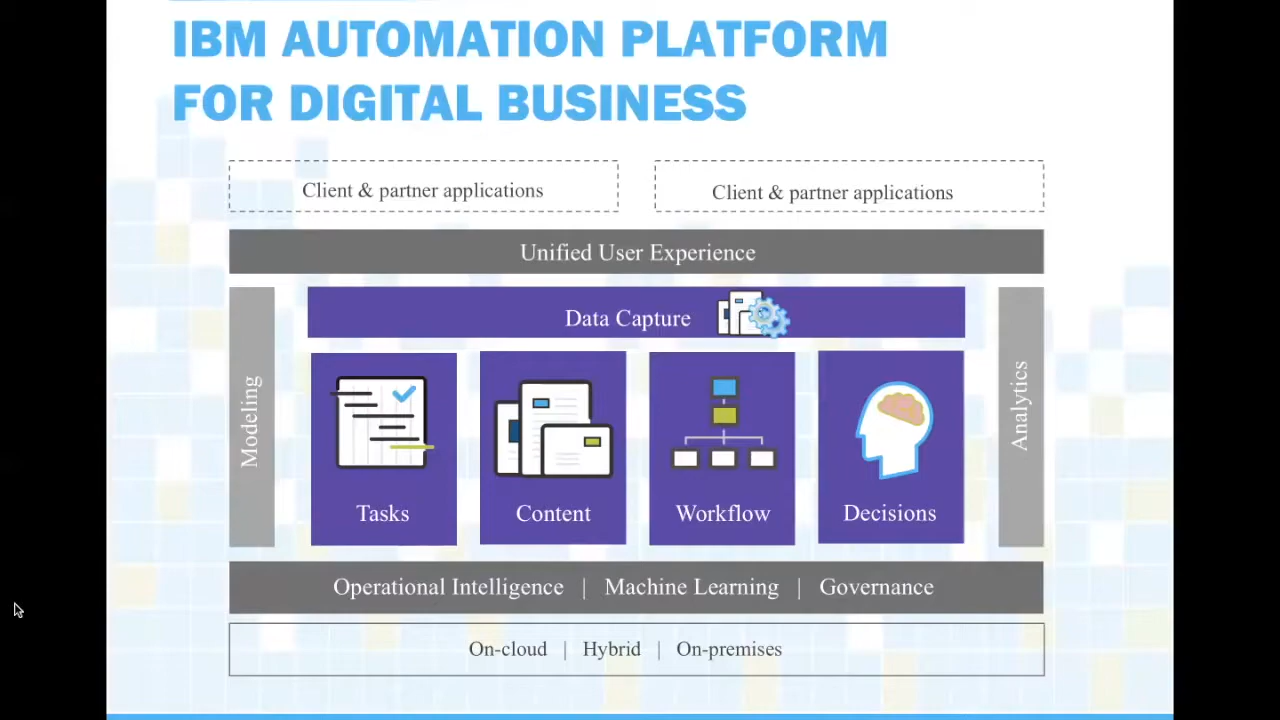 IBM AUTOMATION PLATFORM
FOR DIGITAL BUSINESS
Client & partner applications
Client & partner applications
Unified User Experience
Modeling
Data Capture
Analytics
Tasks
Content
Workflow
Decisions
Operational Intelligence | Machine Learning | Governance
On-cloud | Hybrid | On-premises